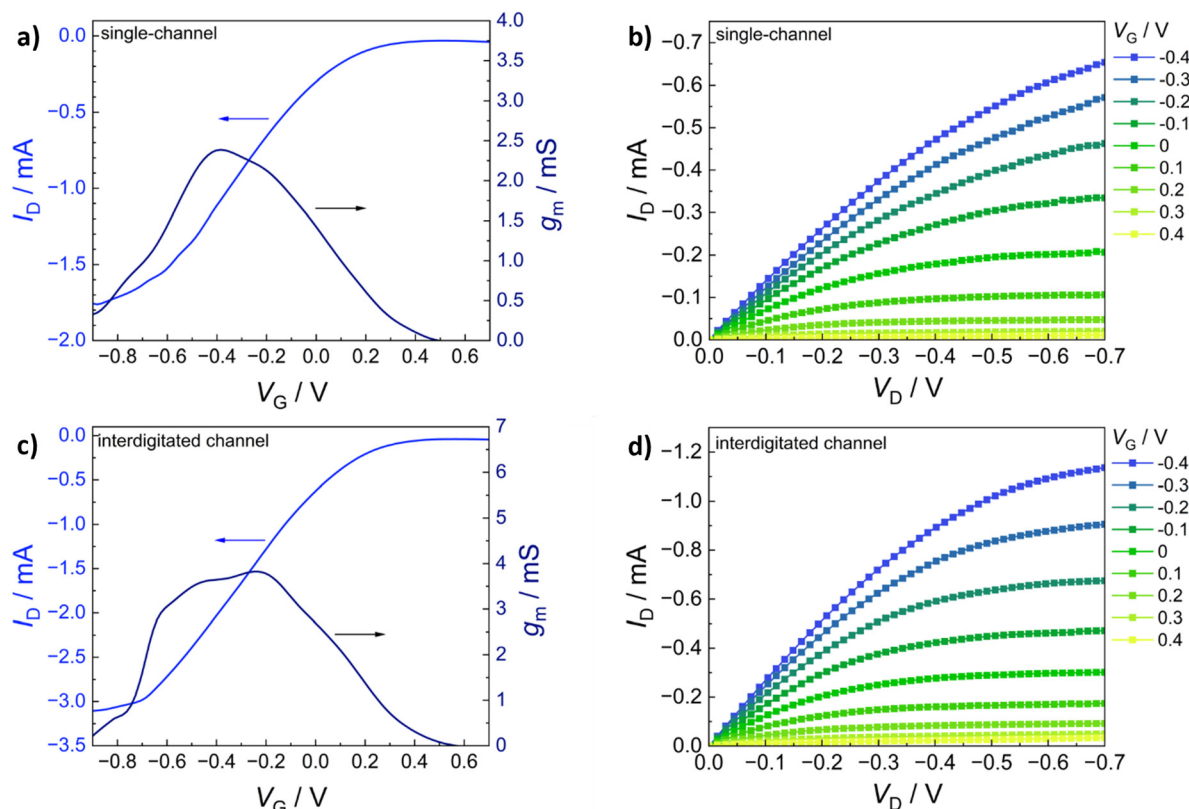 a)
single-channel
0.0
−0.5
−1.0
−1.5
−2.0
I_D / mA
4.0
3.5
3.0
2.5
2.0
1.5
1.0
0.5
0.0
g_m / mS
−0.8 −0.6 −0.4 −0.2 0.0 0.2 0.4 0.6
V_G / V
b)
single-channel
−0.7
−0.6
−0.5
−0.4
−0.3
−0.2
−0.1
0.0
I_D / mA
0.0 −0.1 −0.2 −0.3 −0.4 −0.5 −0.6 −0.7
V_D / V
V_G / V
-0.4
-0.3
-0.2
-0.1
0
0.1
0.2
0.3
0.4
c)
interdigitated channel
0.0
−0.5
−1.0
−1.5
−2.0
−2.5
−3.0
−3.5
I_D / mA
7
6
5
4
3
2
1
0
g_m / mS
−0.8 −0.6 −0.4 −0.2 0.0 0.2 0.4 0.6
V_G / V
d)
interdigitated channel
−1.2
−1.0
−0.8
−0.6
−0.4
−0.2
0.0
I_D / mA
0.0 −0.1 −0.2 −0.3 −0.4 −0.5 −0.6 −0.7
V_D / V
V_G / V
-0.4
-0.3
-0.2
-0.1
0
0.1
0.2
0.3
0.4